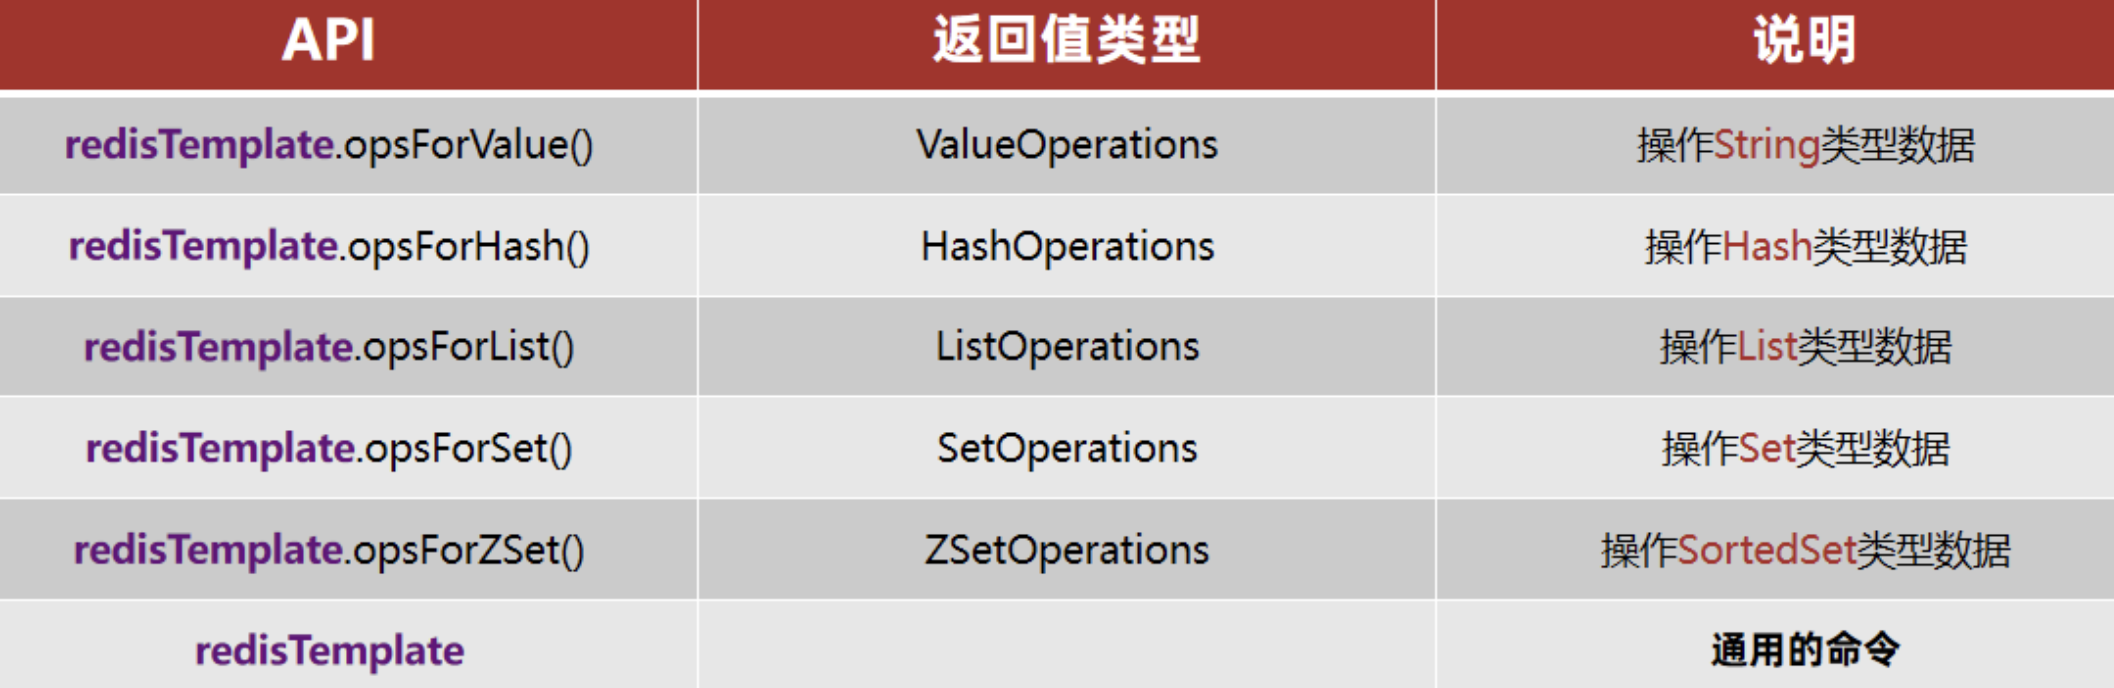 API 返回值类型 说明
redisTemplate.opsForValue() ValueOperations 操作String类型数据
redisTemplate.opsForHash() HashOperations 操作Hash类型数据
redisTemplate.opsForList() ListOperations 操作List类型数据
redisTemplate.opsForSet() SetOperations 操作Set类型数据
redisTemplate.opsForZSet() ZSetOperations 操作SortedSet类型数据
redisTemplate 通用的命令